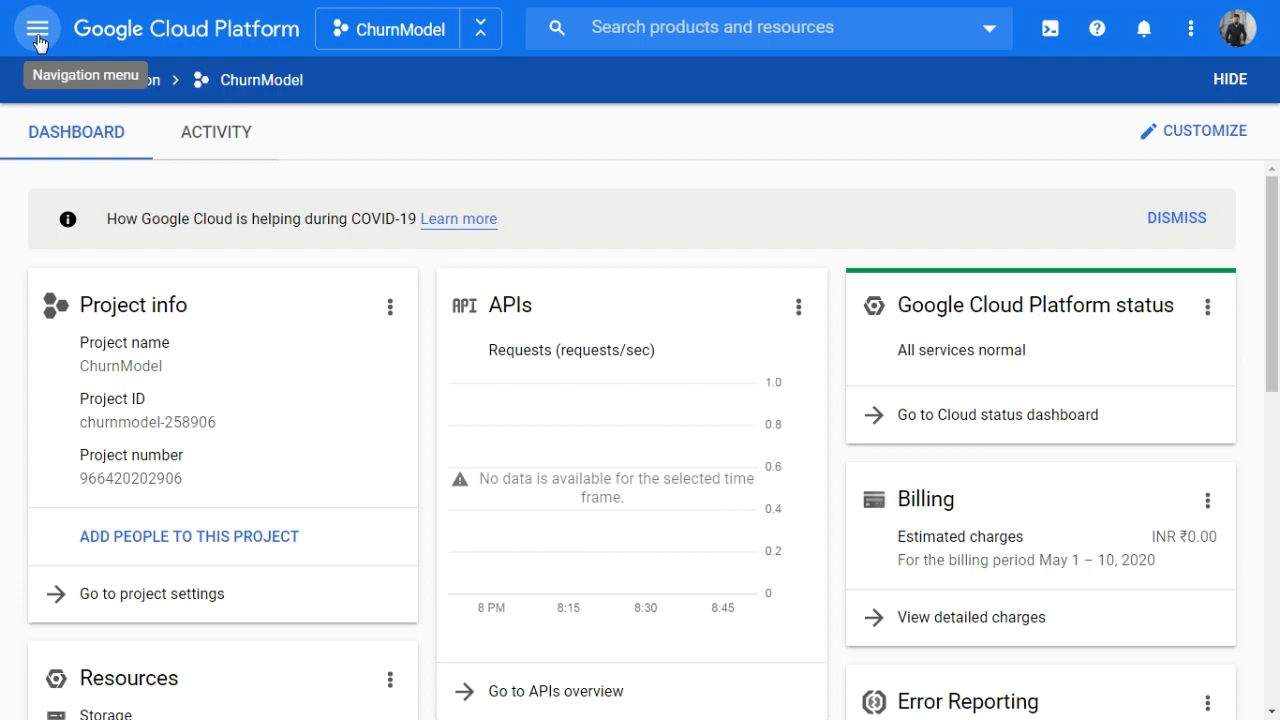 Google Cloud Platform
ChurnModel
Search products and resources
Navigation menu
on
ChurnModel
HIDE
DASHBOARD
ACTIVITY
CUSTOMIZE
How Google Cloud is helping during COVID-19 Learn more
DISMISS
Project info
Project name
ChurnModel
Project ID
churnmodel-258906
Project number
966420202906
ADD PEOPLE TO THIS PROJECT
Go to project settings
Resources
Storage
API APIs
Requests (requests/sec)
1.0
0.8
0.6
No data is available for the selected time
frame.
0.4
0.2
0
8 PM 8:15 8:30 8:45
Go to APIs overview
Google Cloud Platform status
All services normal
Go to Cloud status dashboard
Billing
Estimated charges INR ₹0.00
For the billing period May 1 – 10, 2020
View detailed charges
Error Reporting